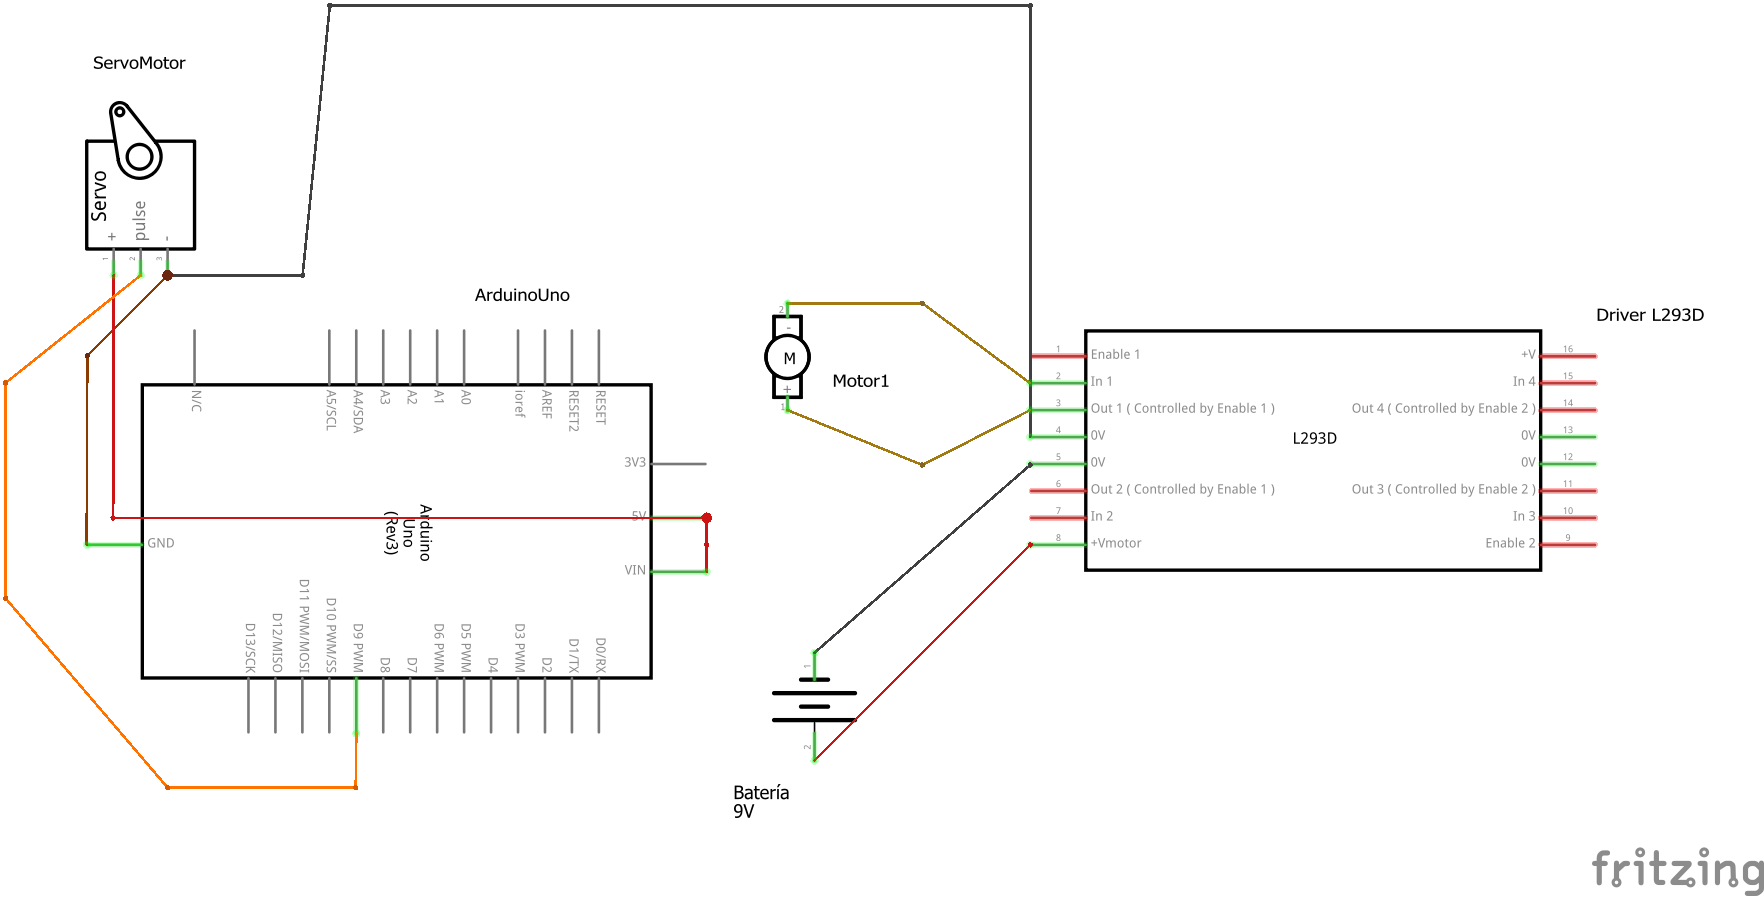 ServoMotor
Servo
+
pulse
-
1
2
3
ArduinoUno
N/C
A5/SCL
A4/SDA
A3
A2
A1
A0
ioref
AREF
RESET2
RESET
3V3
5V
VIN
GND
Arduino
Uno
(Rev3)
D13/SCK
D12/MISO
D11 PWM/MOSI
D10 PWM/SS
D9 PWM
D8
D7
D6 PWM
D5 PWM
D4
D3 PWM
D2
D1/TX
D0/RX
2
-
M
+
1
Motor1
Driver L293D
1 Enable 1
2 In 1
3 Out 1 ( Controlled by Enable 1 )
4 0V
5 0V
6 Out 2 ( Controlled by Enable 1 )
7 In 2
8 +Vmotor
L293D
+V 16
In 4 15
Out 4 ( Controlled by Enable 2 ) 14
0V 13
0V 12
Out 3 ( Controlled by Enable 2 ) 11
In 3 10
Enable 2 9
1
2
Batería
9V
fritzing